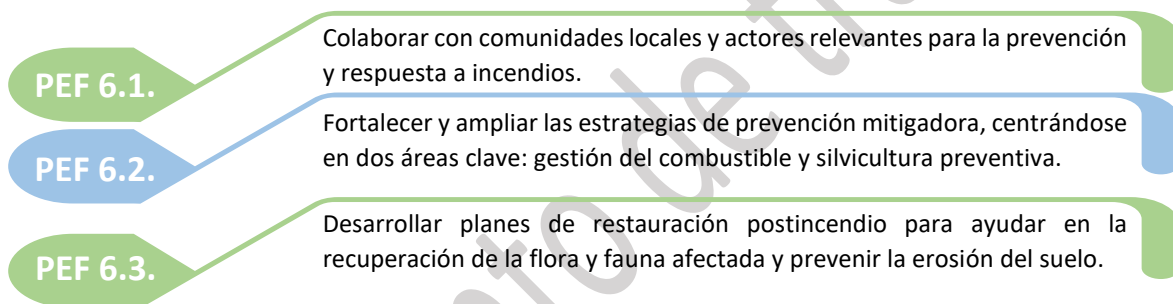 PEF 6.1.
Colaborar con comunidades locales y actores relevantes para la prevención
y respuesta a incendios.
PEF 6.2.
Fortalecer y ampliar las estrategias de prevención mitigadora, centrándose
en dos áreas clave: gestión del combustible y silvicultura preventiva.
PEF 6.3.
Desarrollar planes de restauración postincendio para ayudar en la
recuperación de la flora y fauna afectada y prevenir la erosión del suelo.